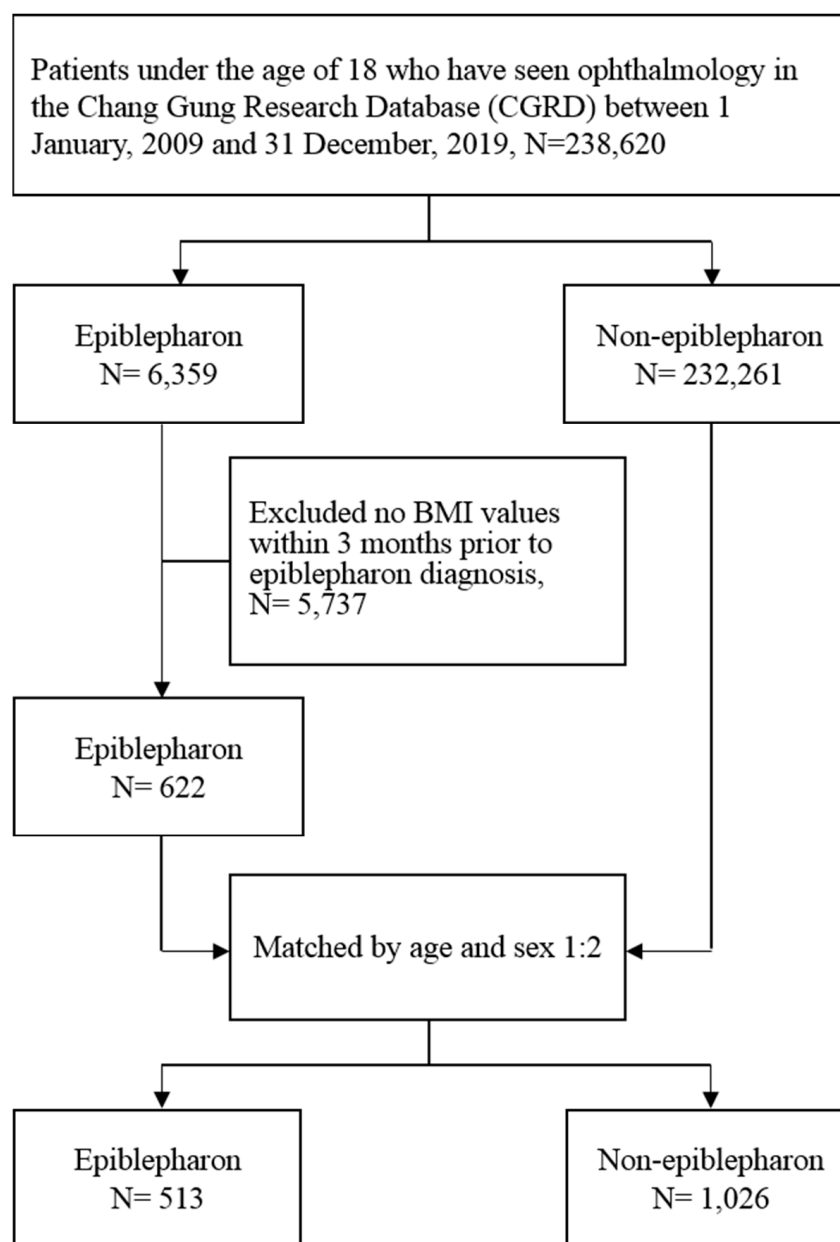 Patients under the age of 18 who have seen ophthalmology in
the Chang Gung Research Database (CGRD) between 1
January, 2009 and 31 December, 2019, N=238,620
Epiblepharon
N= 6,359
Non-epiblepharon
N= 232,261
Excluded no BMI values
within 3 months prior to
epiblepharon diagnosis,
N= 5,737
Epiblepharon
N= 622
Matched by age and sex 1:2
Epiblepharon
N= 513
Non-epiblepharon
N= 1,026